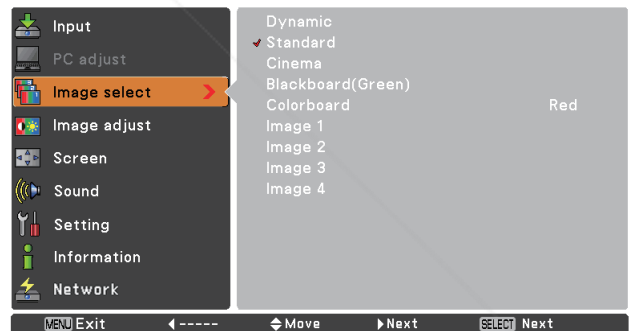 Input
PC adjust
Image select
Image adjust
Screen
Sound
Setting
Information
Network
Dynamic
Standard
Cinema
Blackboard(Green)
Colorboard Red
Image 1
Image 2
Image 3
Image 4
MENU Exit ----- Move Next SELECT Next